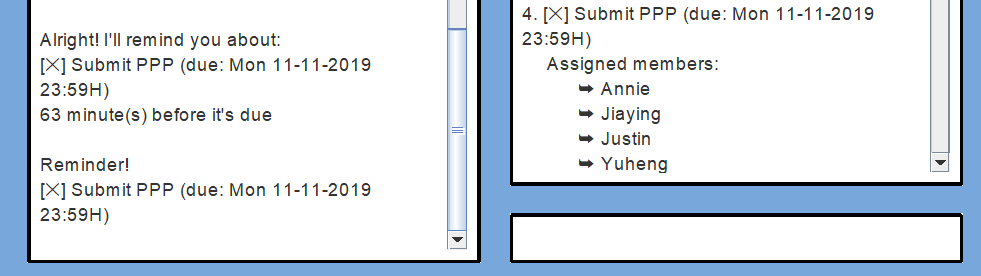 Alright! I'll remind you about:
[╳] Submit PPP (due: Mon 11-11-2019
23:59H)
63 minute(s) before it's due
Reminder!
[╳] Submit PPP (due: Mon 11-11-2019
23:59H)
4. [╳] Submit PPP (due: Mon 11-11-2019
23:59H)
Assigned members:
➥ Annie
➥ Jiaying
➥ Justin
➥ Yuheng